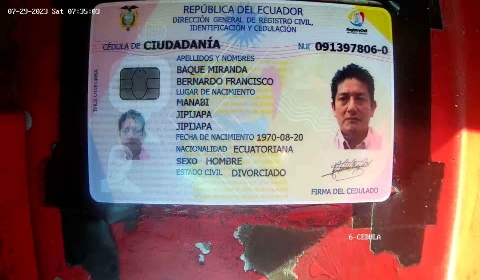 07-29-2023 Sat 07:35:03
REPÚBLICA DEL ECUADOR
DIRECCIÓN GENERAL DE REGISTRO CIVIL,
IDENTIFICACIÓN Y CEDULACIÓN
CÉDULA DE CIUDADANÍA
NUI 091397806-0
APELLIDOS Y NOMBRES
BAQUE MIRANDA
BERNARDO FRANCISCO
LUGAR DE NACIMIENTO
MANABI
JIPIJAPA
JIPIJAPA
FECHA DE NACIMIENTO 1970-08-20
NACIONALIDAD ECUATORIANA
SEXO HOMBRE
ESTADO CIVIL DIVORCIADO
FIRMA DEL CEDULADO
6-CEDULA